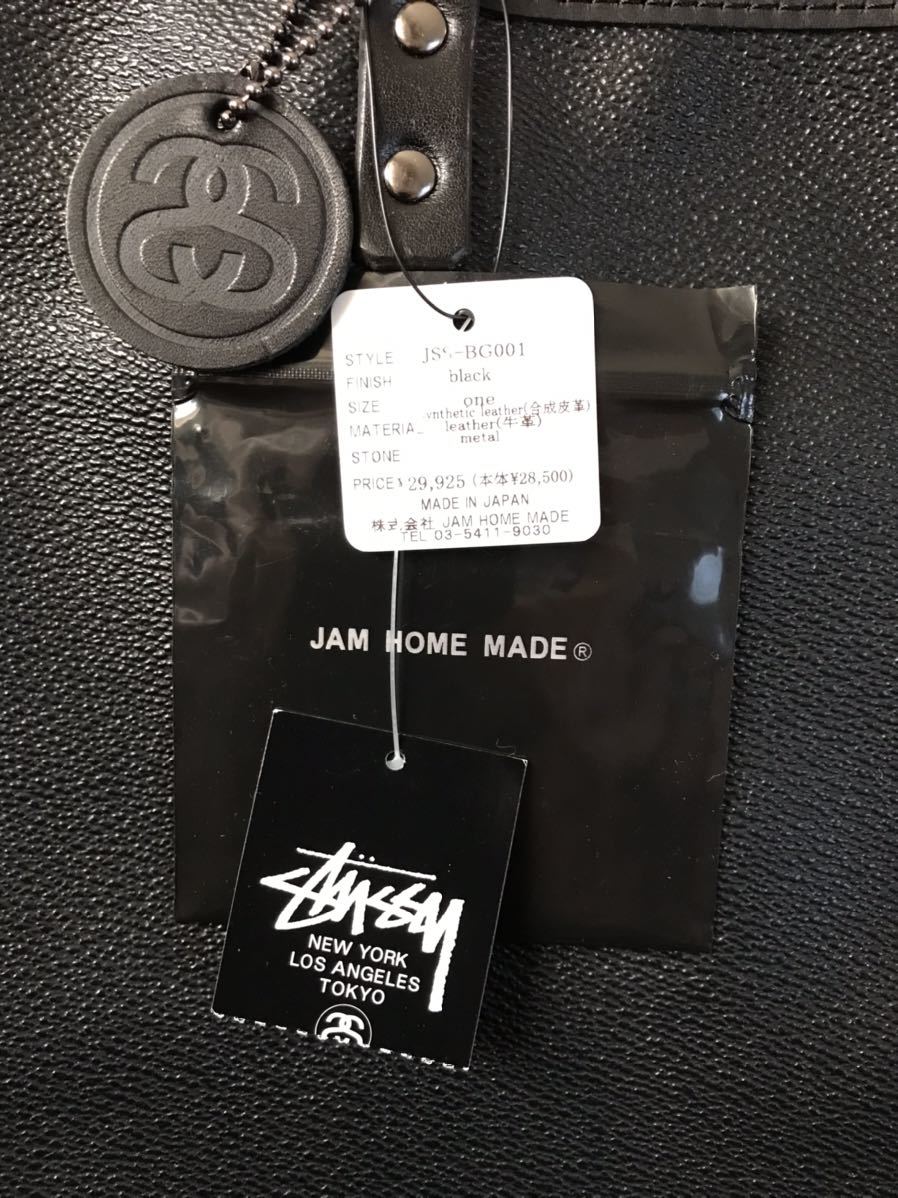 STYLE JSS-BG001
FINISH black
SIZE one
synthetic leather(合成皮革)
MATERIAL leather(牛革)
metal
STONE
PRICE¥29,925(本体¥28,500)
MADE IN JAPAN
株式会社 JAM HOME MADE
TEL 03-5411-9030
JAM HOME MADE®
Stüssy
NEW YORK
LOS ANGELES
TOKYO